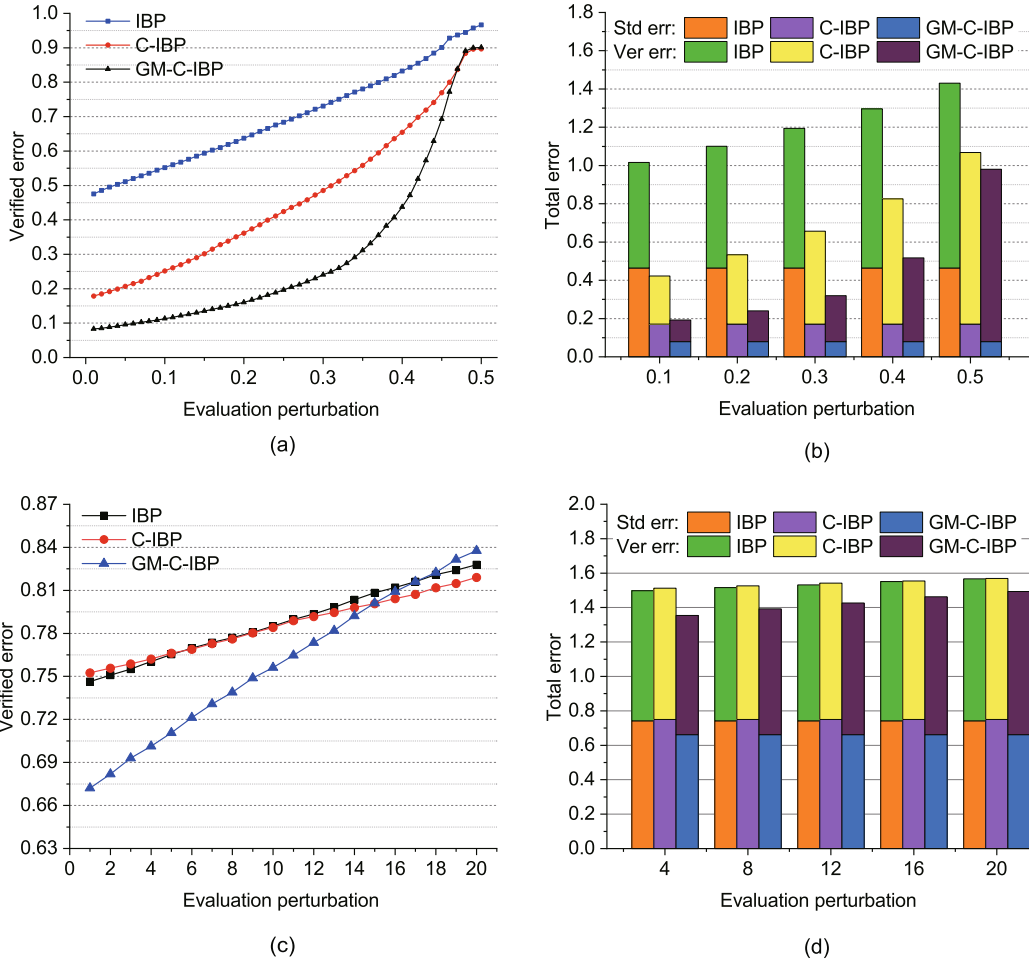 1.0
0.9
0.8
0.7
0.6
0.5
0.4
0.3
0.2
0.1
0.0
Verified error
IBP
C-IBP
GM-C-IBP
0.0 0.1 0.2 0.3 0.4 0.5
Evaluation perturbation
(a)
1.8
1.6
1.4
1.2
1.0
0.8
0.6
0.4
0.2
0.0
Total error
Std err: IBP C-IBP GM-C-IBP
Ver err: IBP C-IBP GM-C-IBP
0.1 0.2 0.3 0.4 0.5
Evaluation perturbation
(b)
0.87
0.84
0.81
0.78
0.75
0.72
0.69
0.66
0.63
Verified error
IBP
C-IBP
GM-C-IBP
0 2 4 6 8 10 12 14 16 18 20
Evaluation perturbation
(c)
2.0
1.8
1.6
1.4
1.2
1.0
0.8
0.6
0.4
0.2
0.0
Total error
Std err: IBP C-IBP GM-C-IBP
Ver err: IBP C-IBP GM-C-IBP
4 8 12 16 20
Evaluation perturbation
(d)